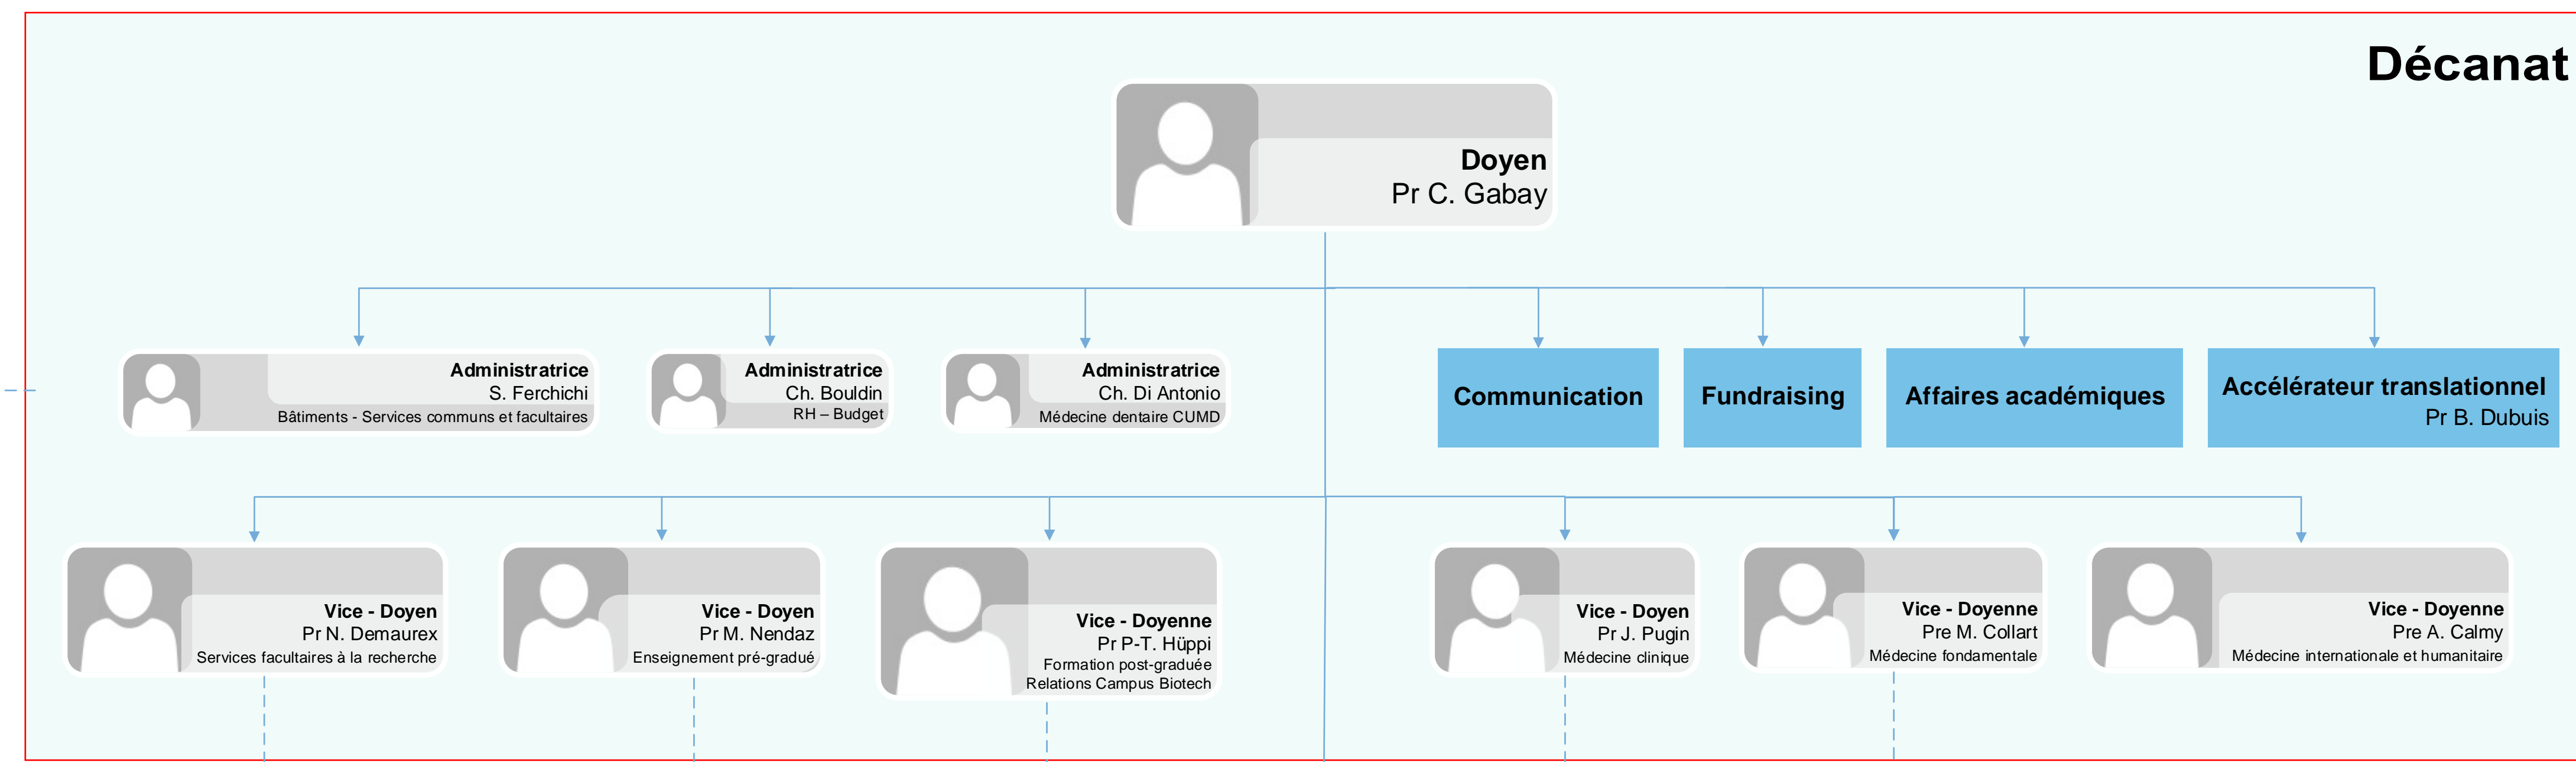 Décanat
Doyen
Pr C. Gabay
Administratrice
S. Ferchichi
Bâtiments - Services communs et facultaires
Administratrice
Ch. Bouldin
RH – Budget
Administratrice
Ch. Di Antonio
Médecine dentaire CUMD
Communication
Fundraising
Affaires académiques
Accélérateur translationnel
Pr B. Dubuis
Vice - Doyen
Pr N. Demaurex
Services facultaires à la recherche
Vice - Doyen
Pr M. Nendaz
Enseignement pré-gradué
Vice - Doyenne
Pr P-T. Hüppi
Formation post-graduée
Relations Campus Biotech
Vice - Doyen
Pr J. Pugin
Médecine clinique
Vice - Doyenne
Pre M. Collart
Médecine fondamentale
Vice - Doyenne
Pre A. Calmy
Médecine internationale et humanitaire